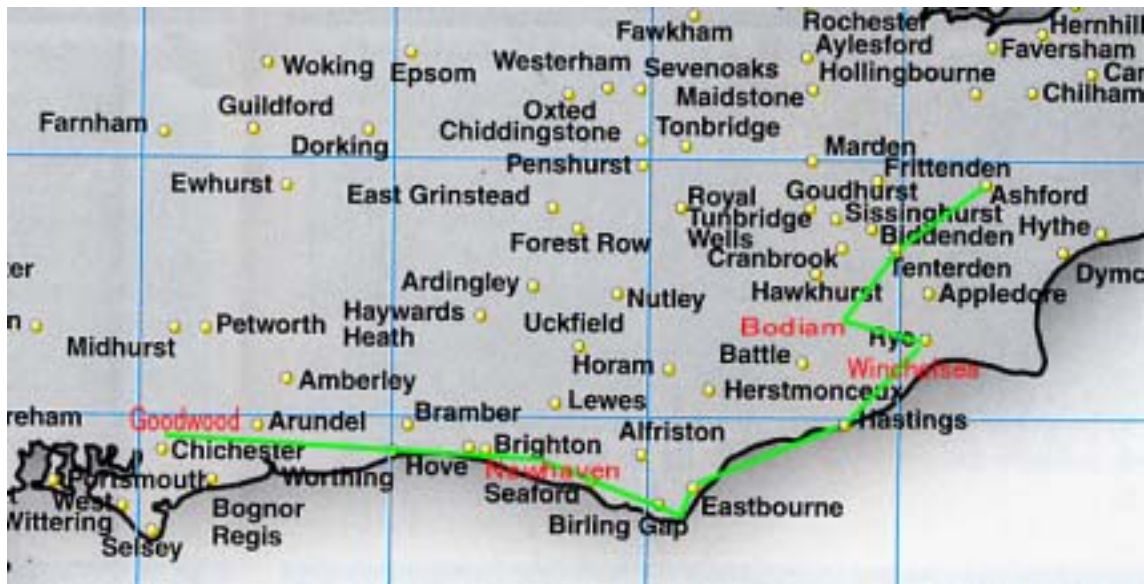 Fawkham
Rochester
Hernhill
Aylesford
Faversham
Woking
Epsom
Westerham
Sevenoaks
Hollingbourne
Guildford
Oxted
Maidstone
Chilham
Farnham
Chiddingstone
Tonbridge
Dorking
Marden
Penshurst
Frittenden
Ewhurst
East Grinstead
Royal
Tunbridge
Wells
Goudhurst
Ashford
Sissinghurst
Hythe
Forest Row
Biddenden
Cranbrook
Tenterden
Ardingley
Hawkhurst
Appledore
Nutley
Haywards
Heath
Petworth
Uckfield
Bodiam
Rye
Midhurst
Horam
Battle
Winchelsea
Amberley
Herstmonceux
Lewes
Goodwood
Arundel
Bramber
Hastings
Chichester
Brighton
Alfriston
Hove
Newhaven
Portsmouth
Worthing
Seaford
West
Wittering
Bognor
Regis
Birling Gap
Eastbourne
Selsey